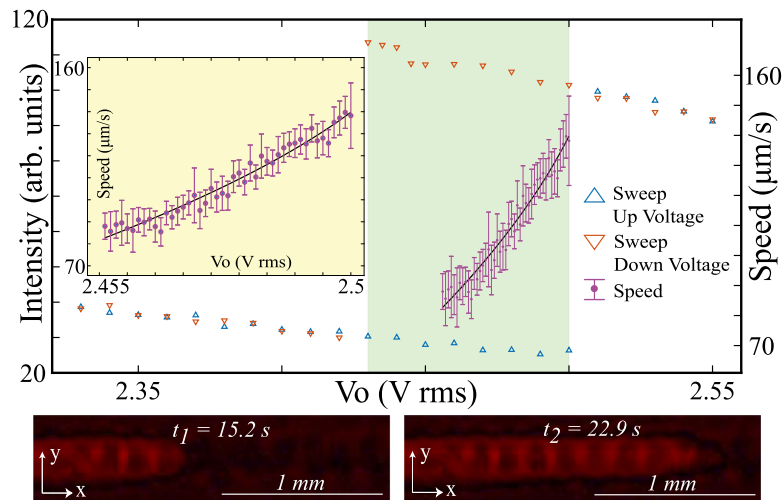 120
160
Speed (μm/s)
70
2.455
Vo (V rms)
2.5
Intensity (arb. units)
20
2.35
Vo (V rms)
2.55
160
Speed (μm/s)
70
Sweep
Up Voltage
Sweep
Down Voltage
Speed
t1 = 15.2 s
y
x
1 mm
t2 = 22.9 s
y
x
1 mm